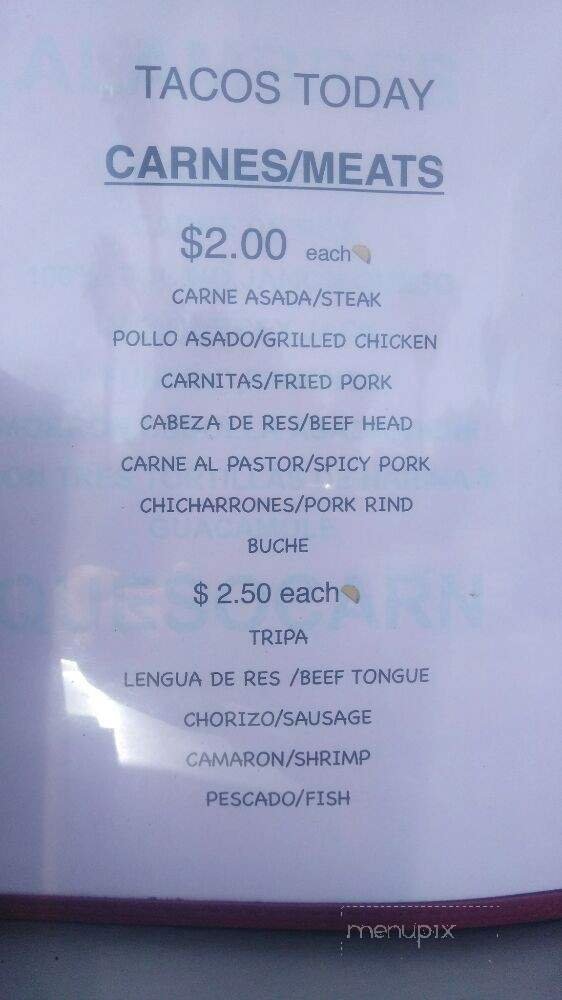 TACOS TODAY
CARNES/MEATS
$2.00 each
CARNE ASADA/STEAK
POLLO ASADO/GRILLED CHICKEN
CARNITAS/FRIED PORK
CABEZA DE RES/BEEF HEAD
CARNE AL PASTOR/SPICY PORK
CHICHARRONES/PORK RIND
GUACAMOLE
BUCHE
QUESOCARN
$ 2.50 each
TRIPA
LENGUA DE RES /BEEF TONGUE
CHORIZO/SAUSAGE
CAMARON/SHRIMP
PESCADO/FISH
menupix